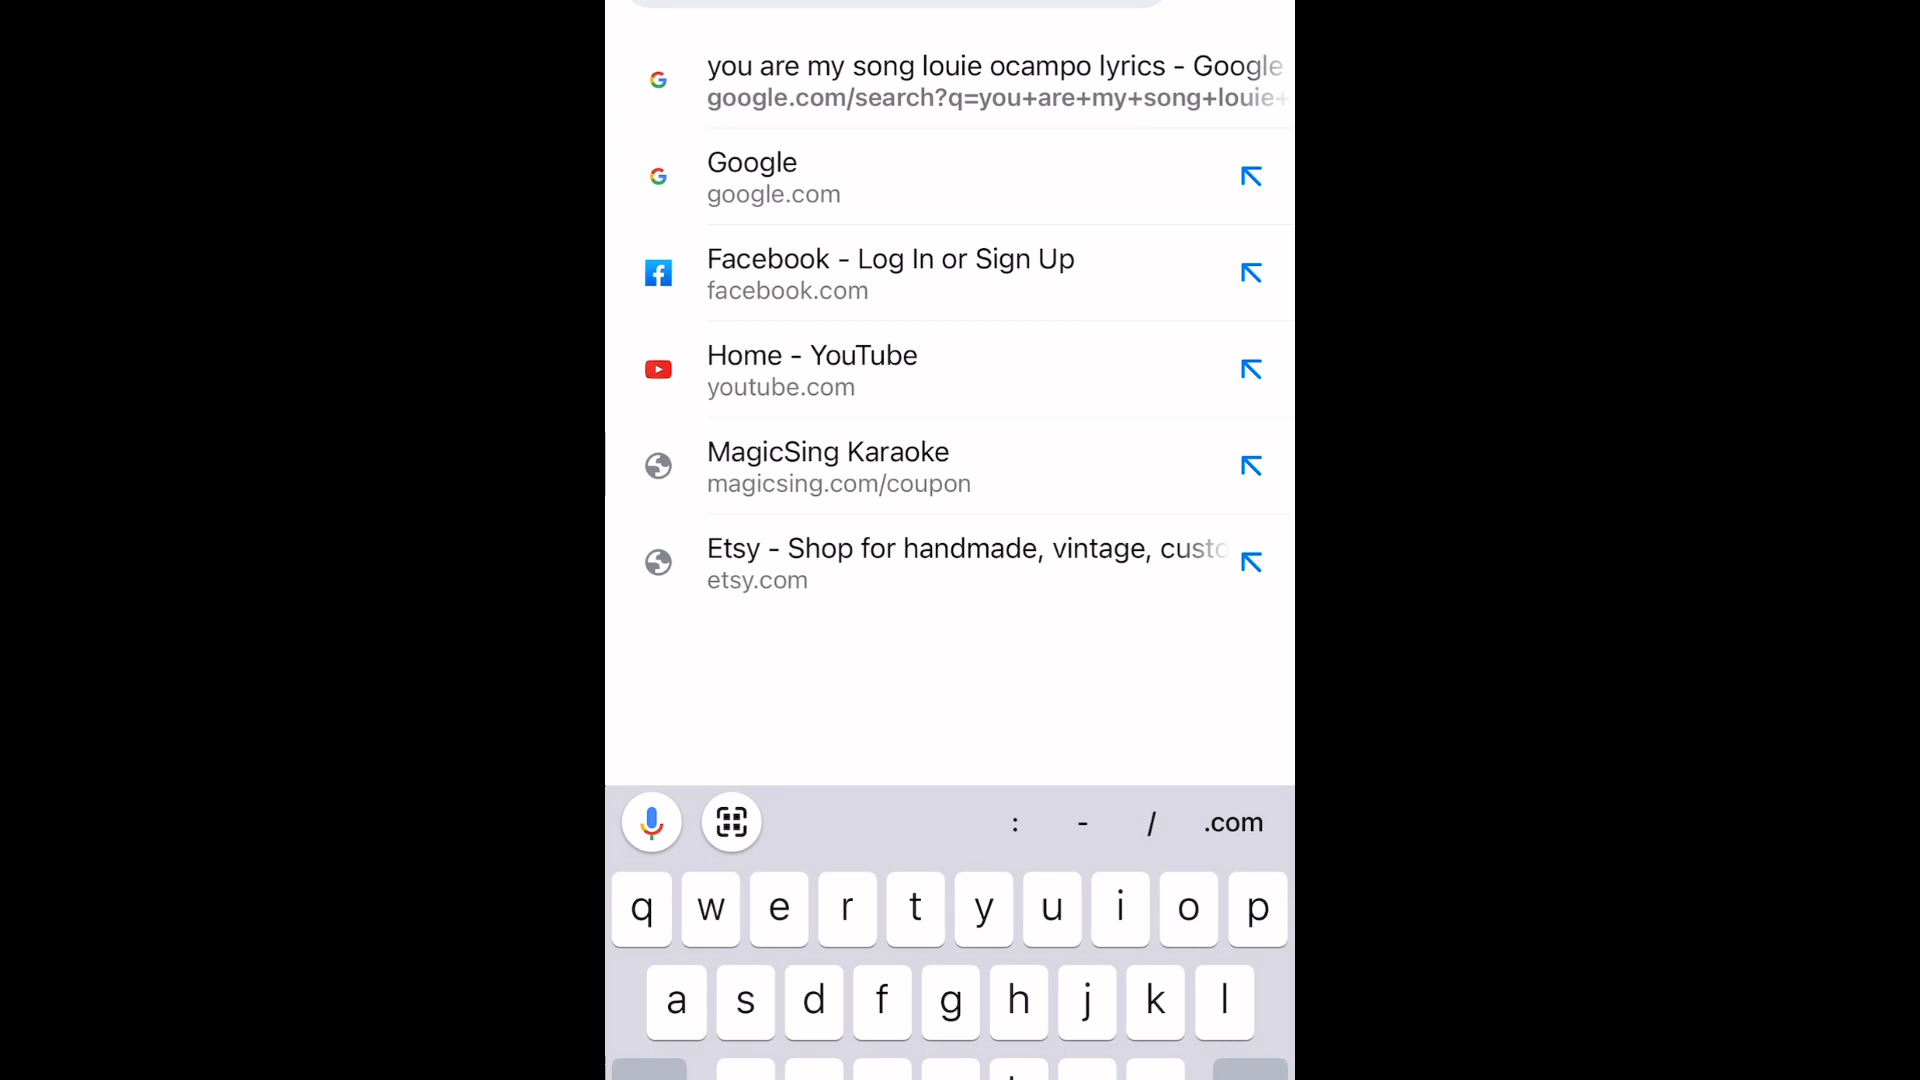 you are my song louie ocampo lyrics - Google
google.com/search?q=you+are+my+song+louie+
Google
google.com
Facebook - Log In or Sign Up
facebook.com
Home - YouTube
youtube.com
MagicSing Karaoke
magicsing.com/coupon
Etsy - Shop for handmade, vintage, custo
etsy.com
: - / .com
q w e r t y u i o p
a s d f g h j k l